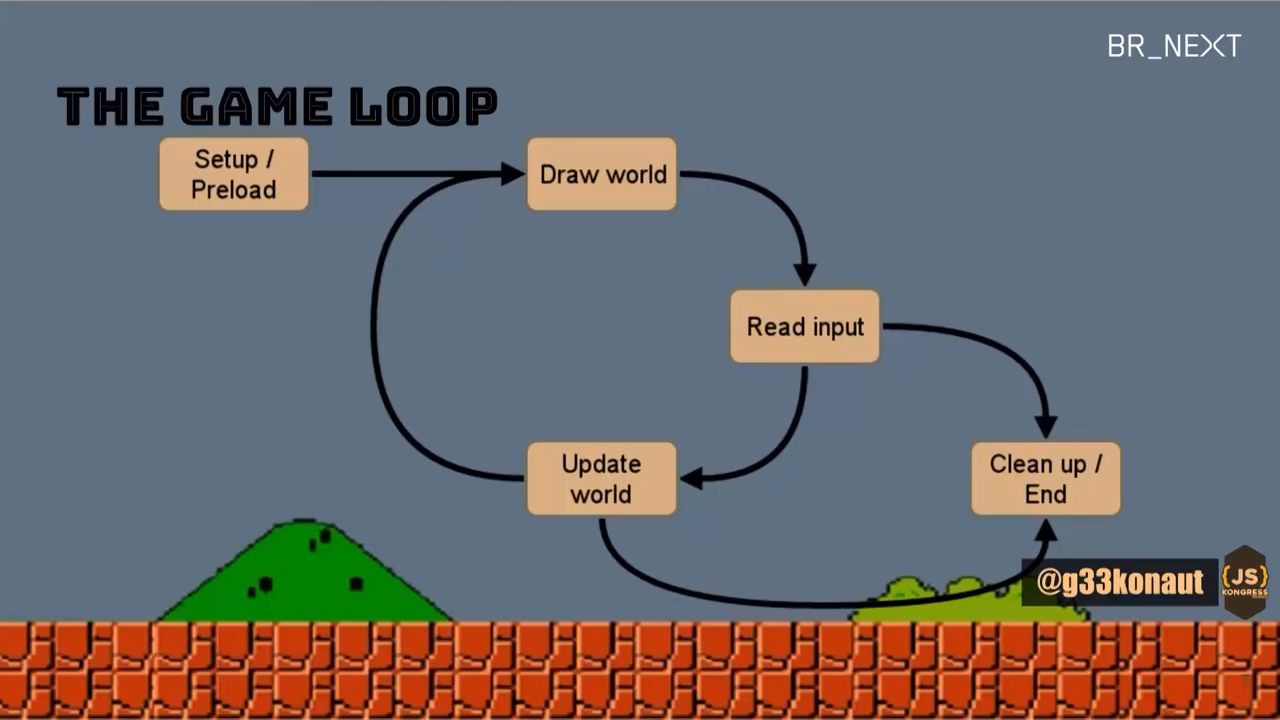 BR_NEXT
THE GAME LOOP
Setup /
Preload
Draw world
Read input
Update
world
Clean up /
End
@g33konaut
{JS}
KONGRESS